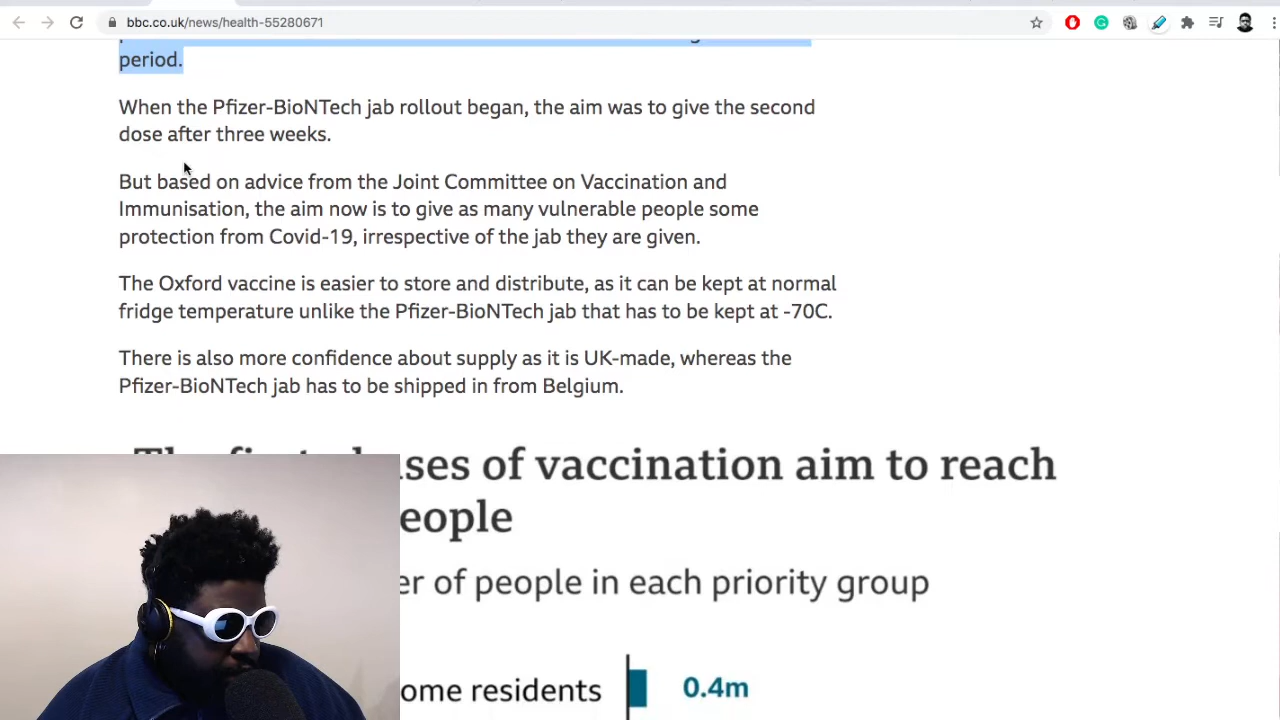 bbc.co.uk/news/health-55280671
period.
When the Pfizer-BioNTech jab rollout began, the aim was to give the second
dose after three weeks.
But based on advice from the Joint Committee on Vaccination and
Immunisation, the aim now is to give as many vulnerable people some
protection from Covid-19, irrespective of the jab they are given.
The Oxford vaccine is easier to store and distribute, as it can be kept at normal
fridge temperature unlike the Pfizer-BioNTech jab that has to be kept at -70C.
There is also more confidence about supply as it is UK-made, whereas the
Pfizer-BioNTech jab has to be shipped in from Belgium.
of vaccination aim to reach
eople
of people in each priority group
ome residents 0.4m